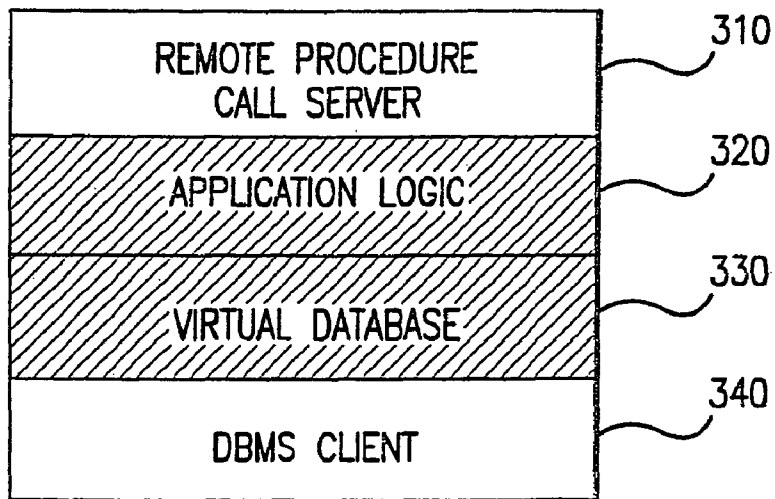 REMOTE PROCEDURE
CALL SERVER
310
APPLICATION LOGIC
320
VIRTUAL DATABASE
330
DBMS CLIENT
340